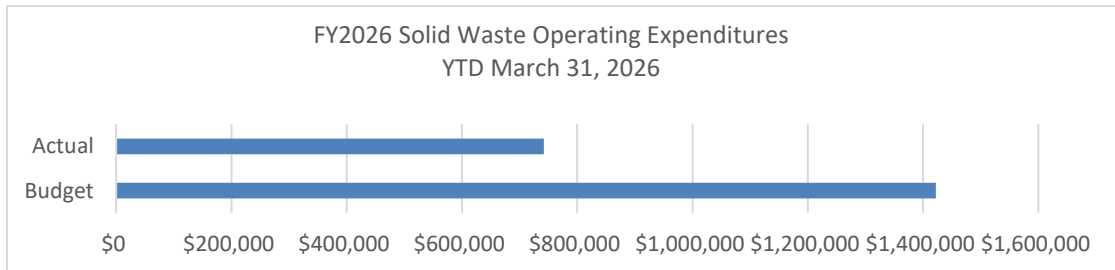 FY2026 Solid Waste Operating Expenditures
YTD March 31, 2026
Actual
Budget
$0 $200,000 $400,000 $600,000 $800,000 $1,000,000 $1,200,000 $1,400,000 $1,600,000